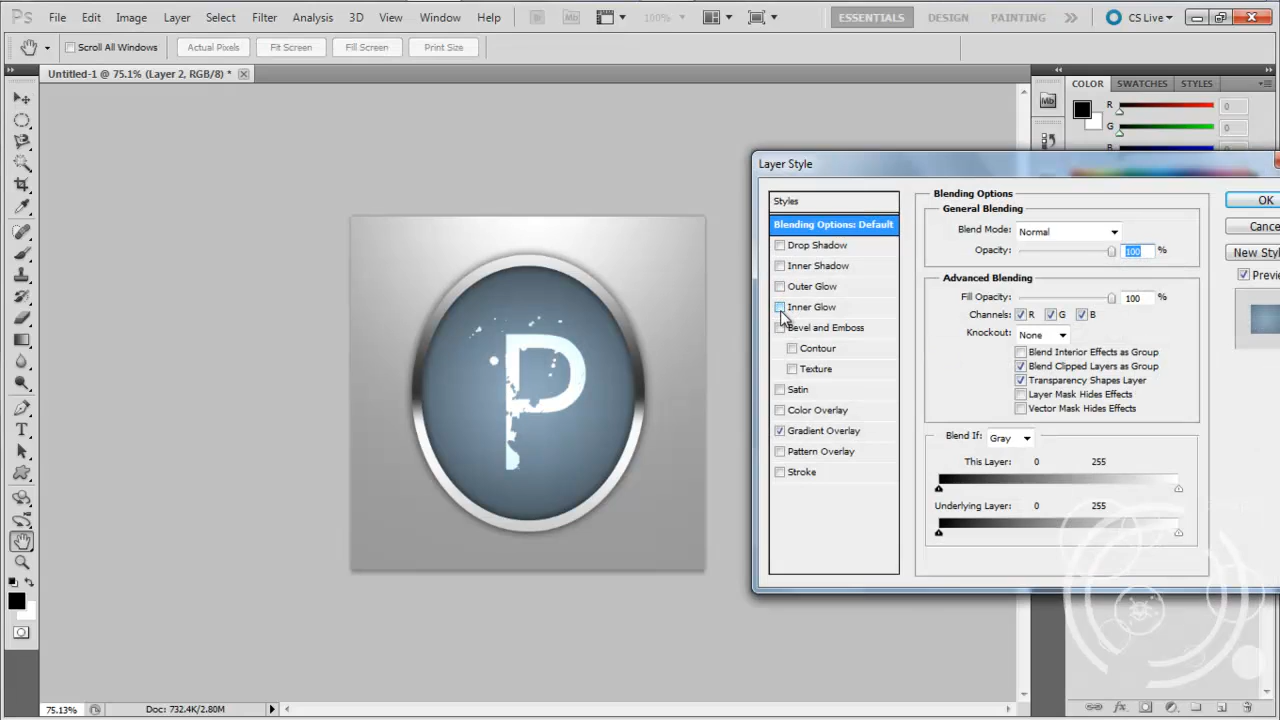 Ps File Edit Image Layer Select Filter Analysis 3D View Window Help Br Mb 100% ESSENTIALS DESIGN PAINTING CS Live
Scroll All Windows Actual Pixels Fit Screen Fill Screen Print Size
Untitled-1 @ 75.1% (Layer 2, RGB/8) *
COLOR SWATCHES STYLES
Mb
R 0
G 0
B
Layer Style
Styles
Blending Options: Default
Drop Shadow
Inner Shadow
Outer Glow
Inner Glow
Bevel and Emboss
Contour
Texture
Satin
Color Overlay
Gradient Overlay
Pattern Overlay
Stroke
Blending Options
General Blending
Blend Mode: Normal
Opacity: 100 %
Advanced Blending
Fill Opacity: 100 %
Channels: R G B
Knockout: None
Blend Interior Effects as Group
Blend Clipped Layers as Group
Transparency Shapes Layer
Layer Mask Hides Effects
Vector Mask Hides Effects
Blend If: Gray
This Layer: 0 255
Underlying Layer: 0 255
OK
Cance
New Styl
Previe
P
T
75.13% Doc: 732.4K/2.80M
fx